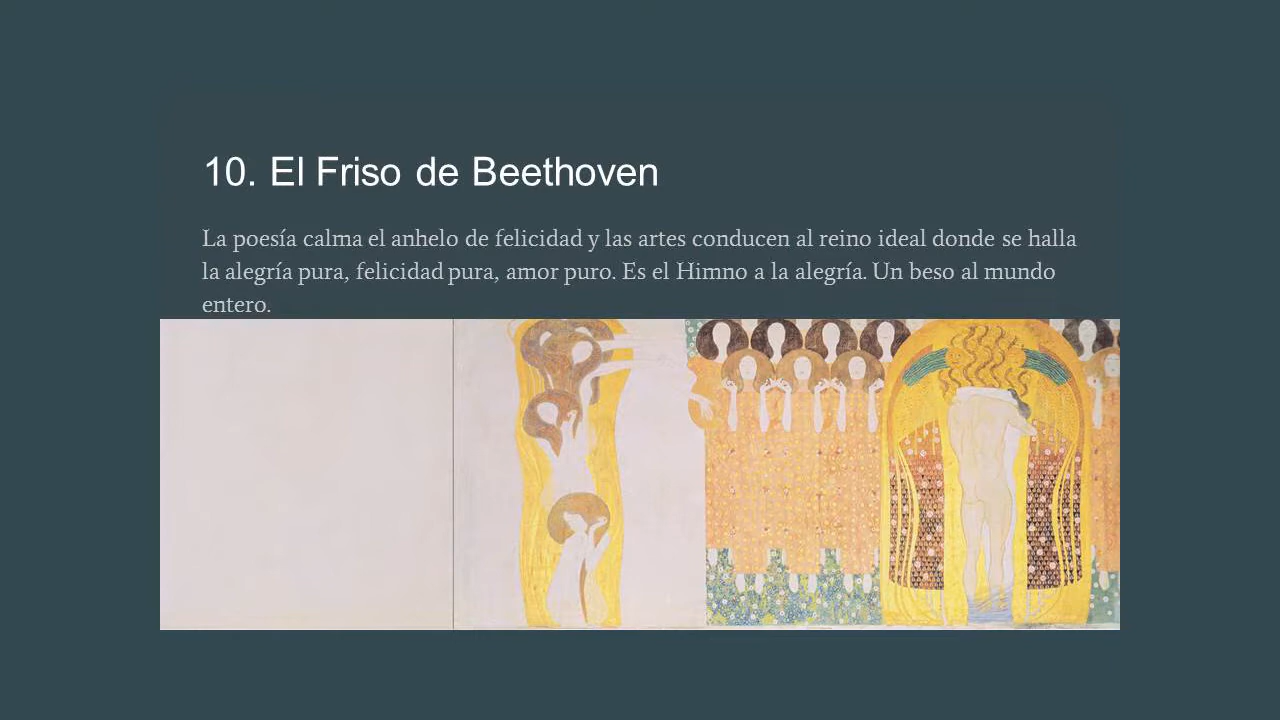 10. El Friso de Beethoven
La poesía calma el anhelo de felicidad y las artes conducen al reino ideal donde se halla
la alegría pura, felicidad pura, amor puro. Es el Himno a la alegría. Un beso al mundo
entero.